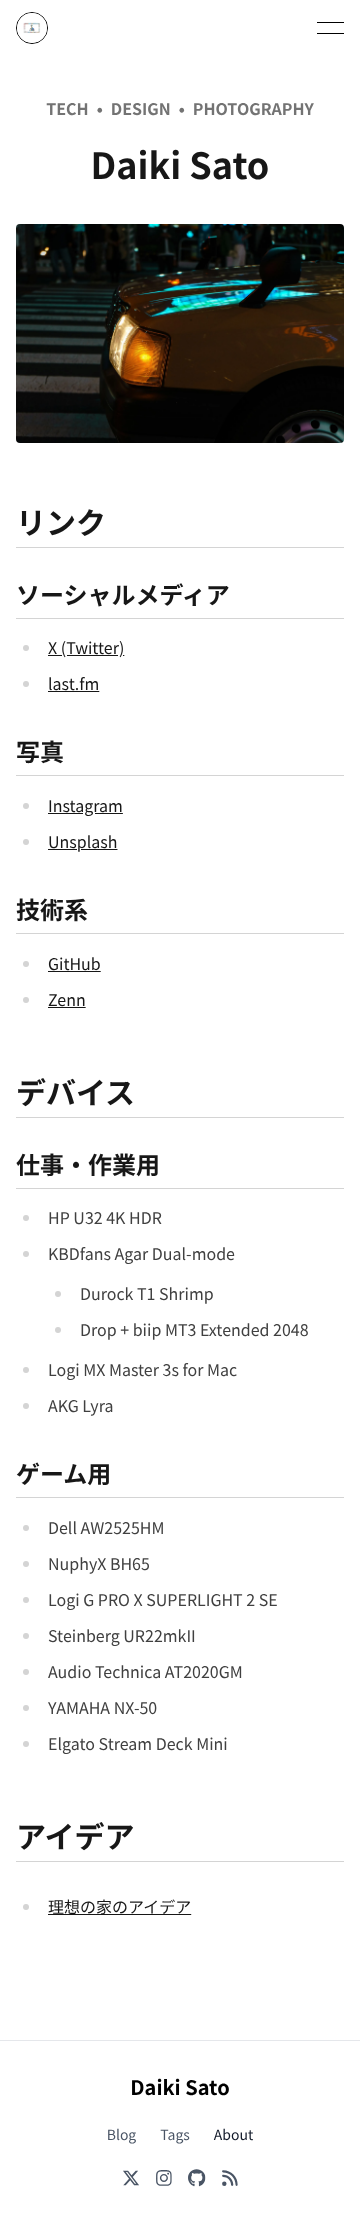 TECH • DESIGN • PHOTOGRAPHY
Daiki Sato
リンク
ソーシャルメディア
X (Twitter)
last.fm
写真
Instagram
Unsplash
技術系
GitHub
Zenn
デバイス
仕事・作業用
HP U32 4K HDR
KBDfans Agar Dual-mode
Durock T1 Shrimp
Drop + biip MT3 Extended 2048
Logi MX Master 3s for Mac
AKG Lyra
ゲーム用
Dell AW2525HM
NuphyX BH65
Logi G PRO X SUPERLIGHT 2 SE
Steinberg UR22mkII
Audio Technica AT2020GM
YAMAHA NX-50
Elgato Stream Deck Mini
アイデア
理想の家のアイデア
Daiki Sato
Blog Tags About